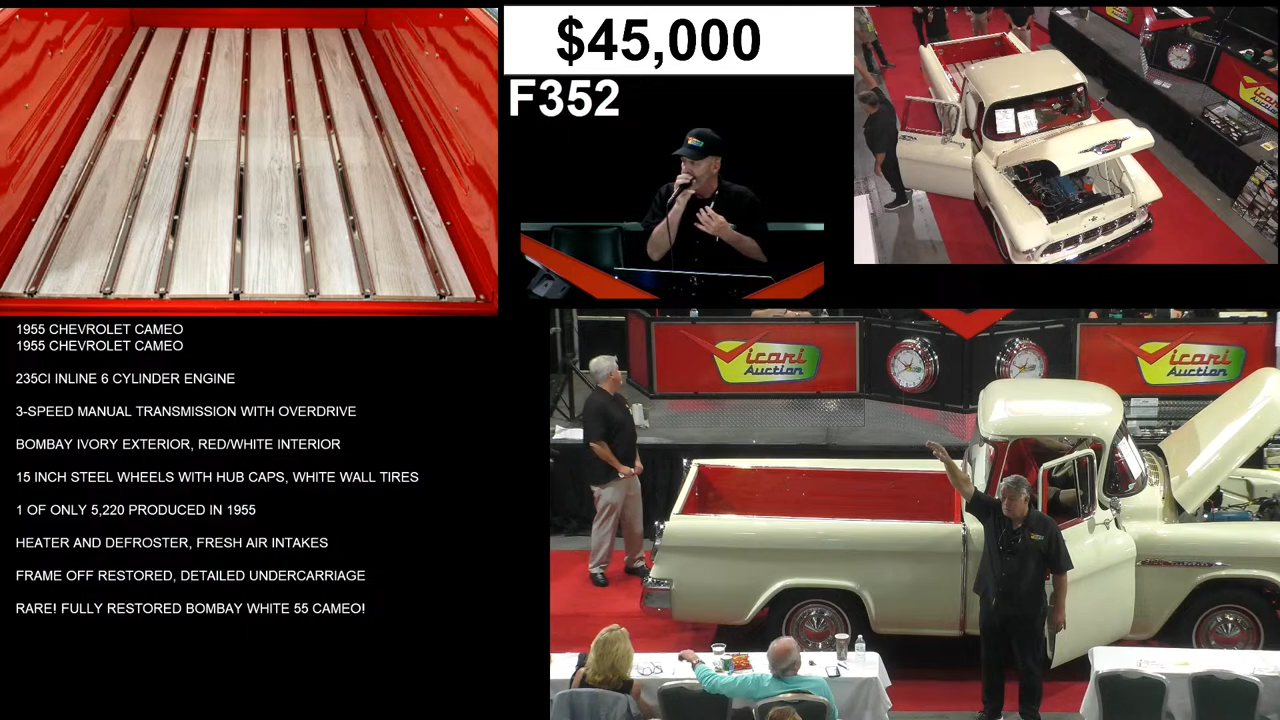 $45,000
F352
1955 CHEVROLET CAMEO
1955 CHEVROLET CAMEO
235CI INLINE 6 CYLINDER ENGINE
3-SPEED MANUAL TRANSMISSION WITH OVERDRIVE
BOMBAY IVORY EXTERIOR, RED/WHITE INTERIOR
15 INCH STEEL WHEELS WITH HUB CAPS, WHITE WALL TIRES
1 OF ONLY 5,220 PRODUCED IN 1955
HEATER AND DEFROSTER, FRESH AIR INTAKES
FRAME OFF RESTORED, DETAILED UNDERCARRIAGE
RARE! FULLY RESTORED BOMBAY WHITE 55 CAMEO!
Vicari
Auction
Vicari
Auction
Vicari
Auction